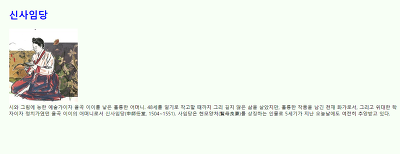 신사임당
시와 그림에 능한 예술가이자 율곡 이이를 낳은 훌륭한 어머니. 48세를 일기로 작고할 때까지 그리 길지 않은 삶을 살았지만, 훌륭한 작품을 남긴 천재 화가로서, 그리고 위대한 학
자이자 정치가였던 율곡 이이의 어머니로서 신사임당(申師任堂, 1504~1551). 사임당은 현모양처(賢母良妻)를 상징하는 인물로 5세기가 지난 오늘날에도 여전히 추앙받고 있다.